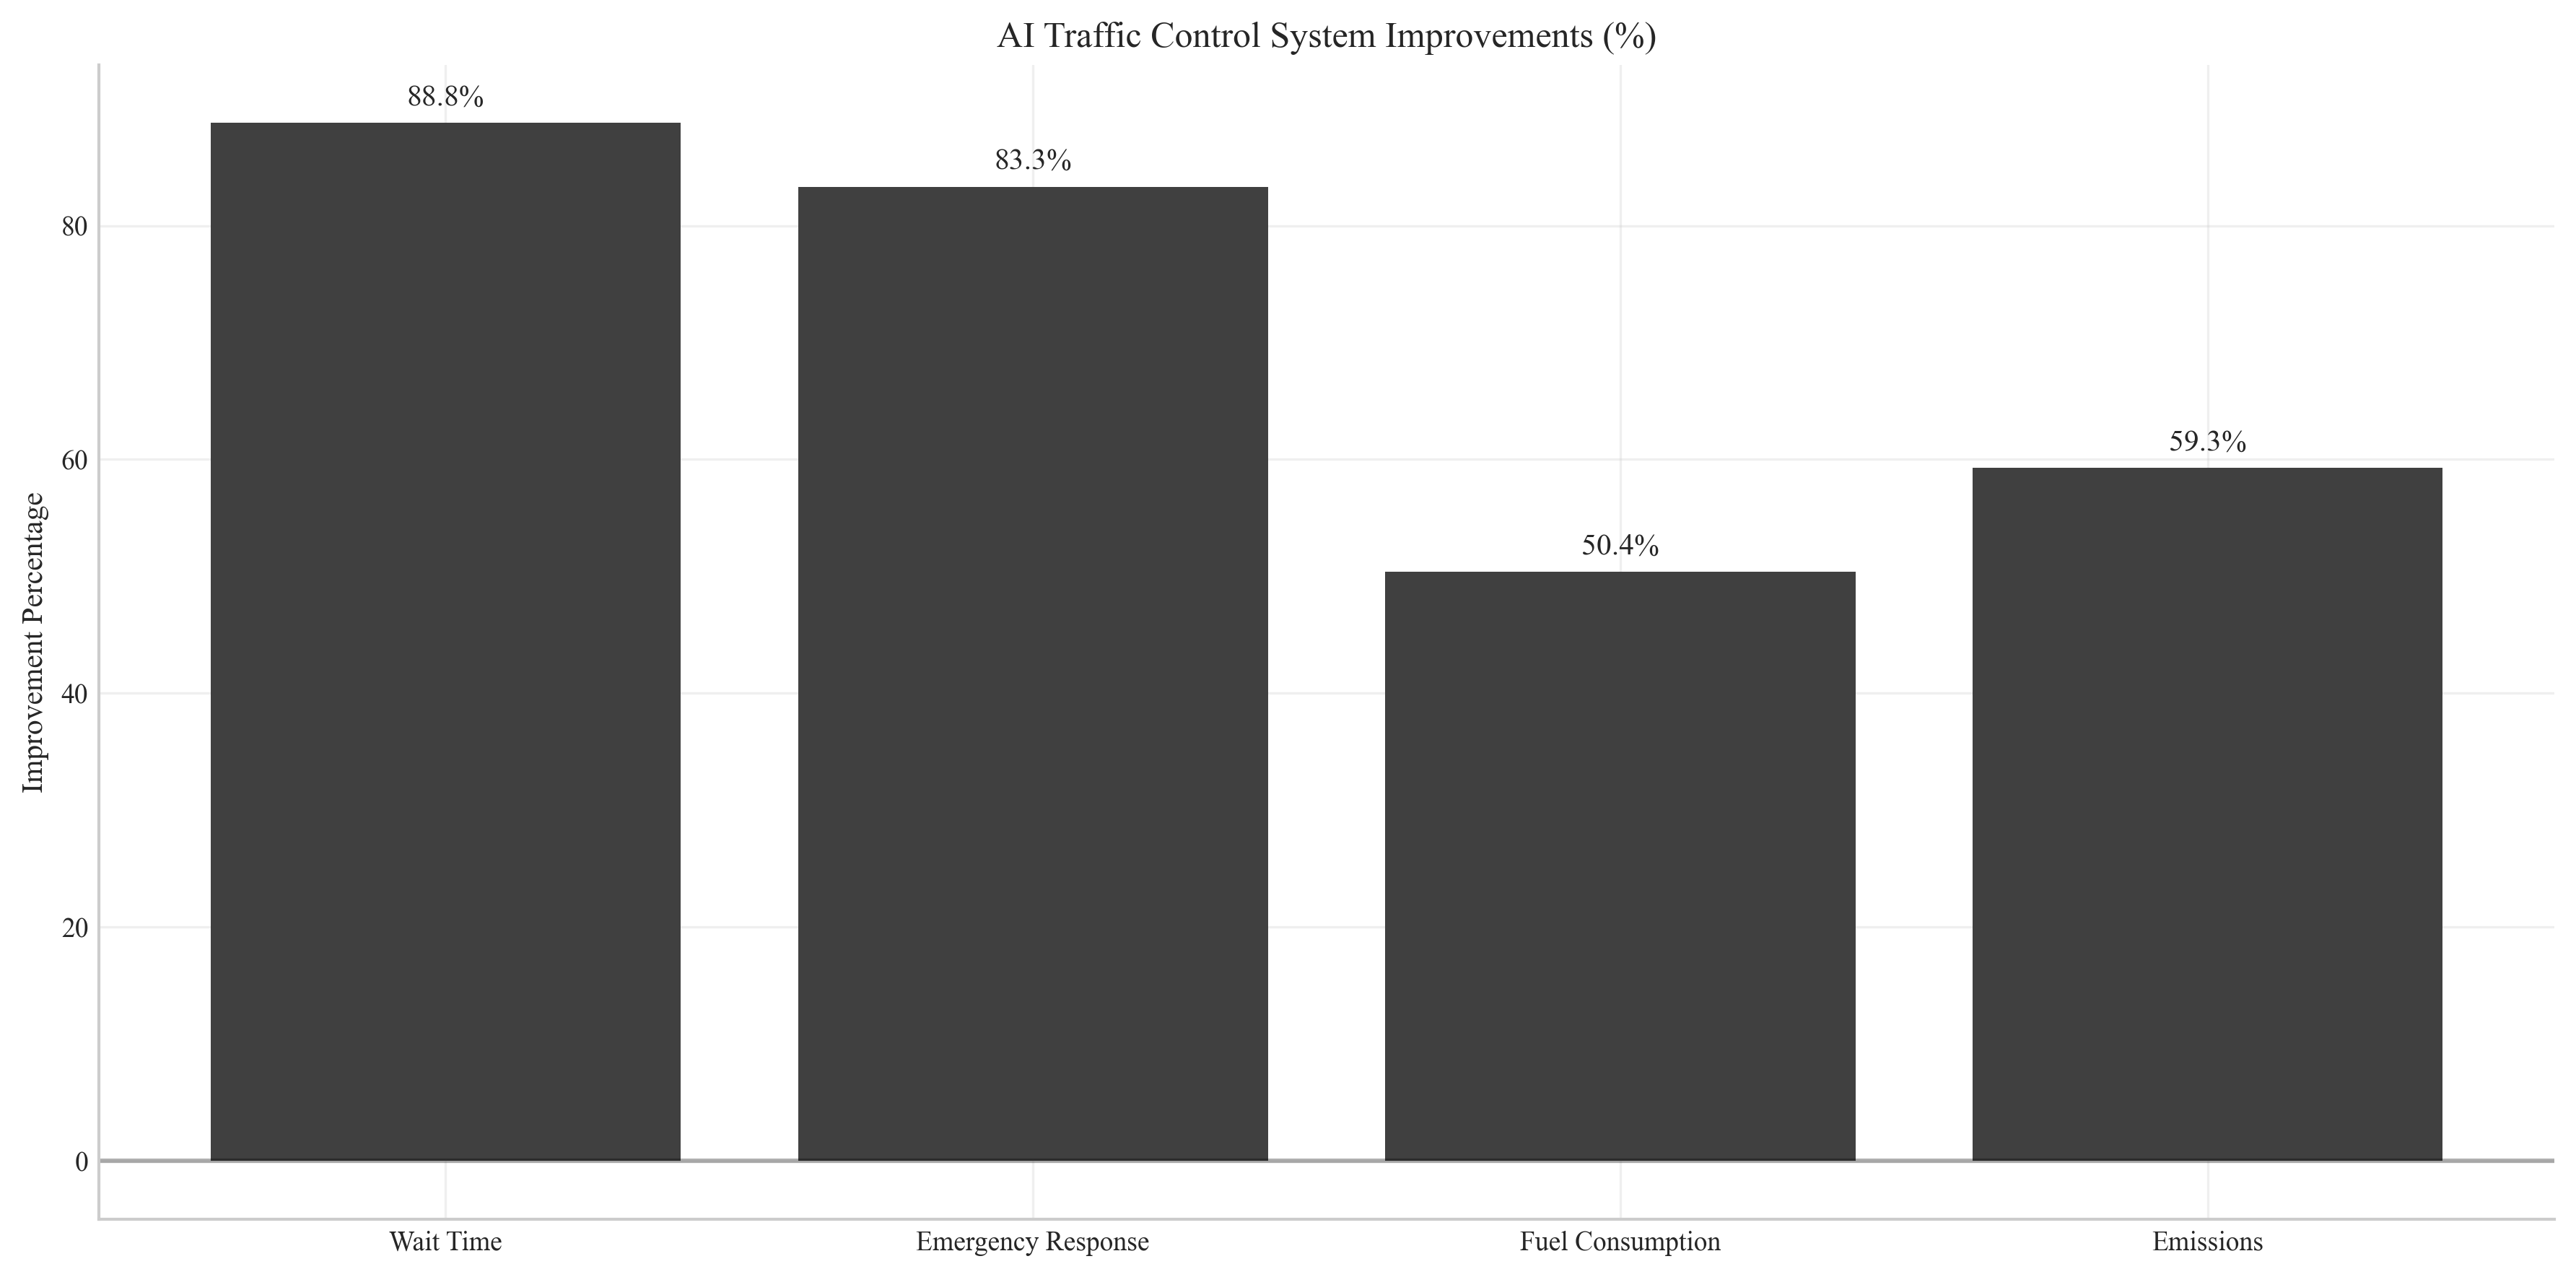 AI Traffic Control System Improvements (%)
88.8%
83.3%
80
59.3%
60
50.4%
Improvement Percentage
40
20
0
Wait Time
Emergency Response
Fuel Consumption
Emissions